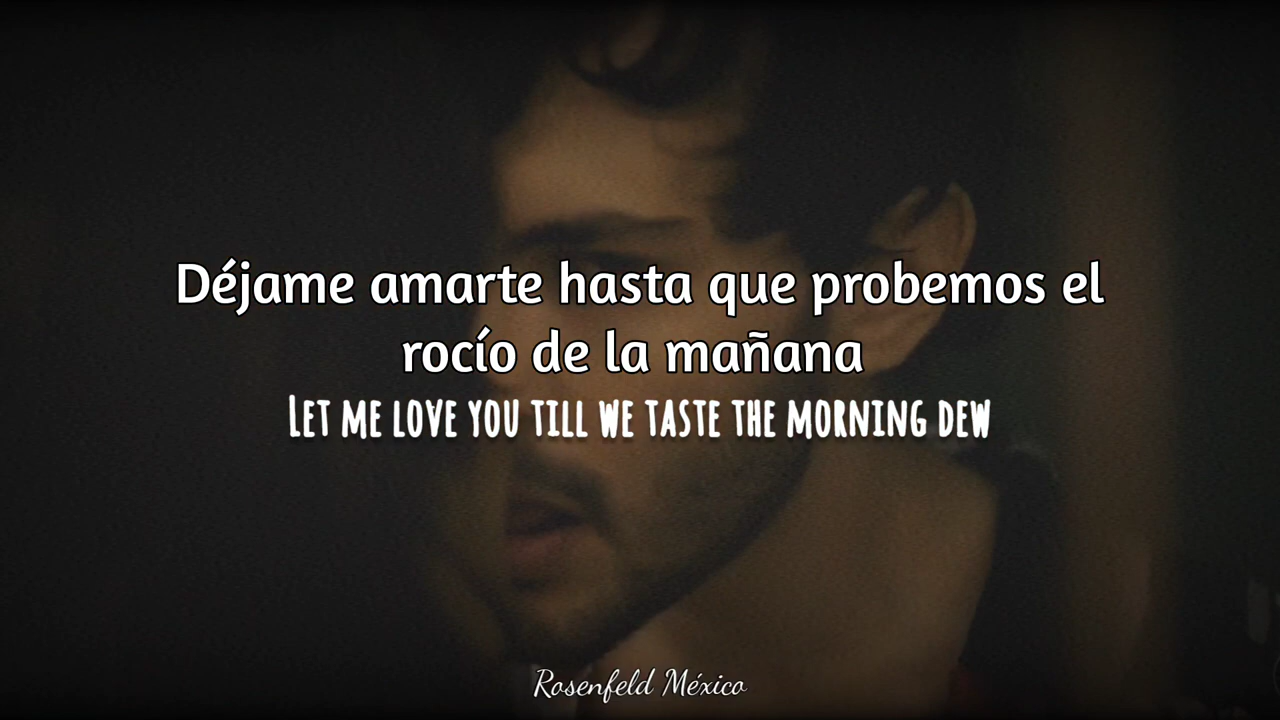 Déjame amarte hasta que probemos el
rocío de la mañana
Let me love you till we taste the morning dew
Rosenfeld México